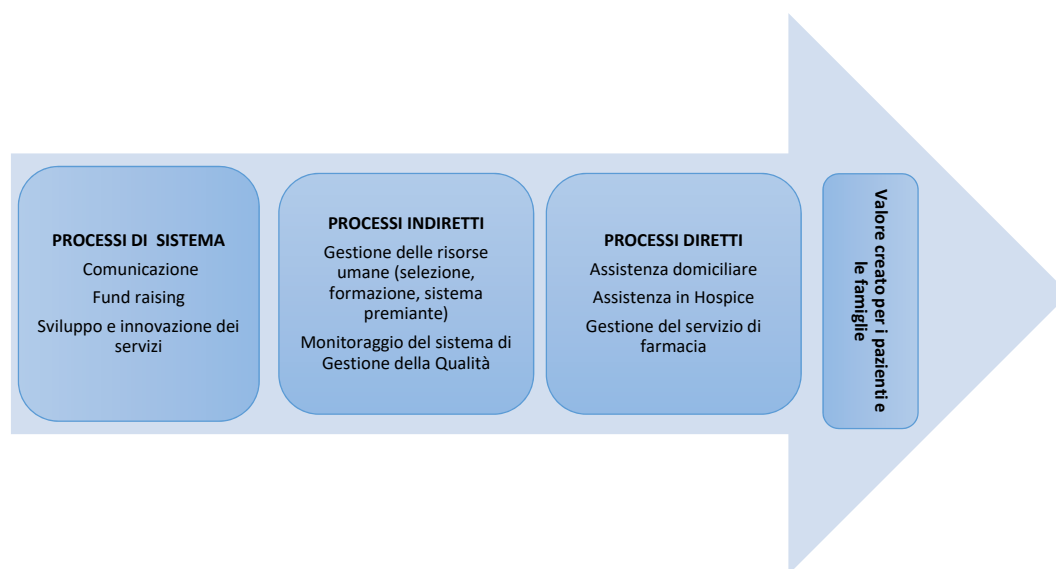 PROCESSI DI  SISTEMA
Comunicazione
Fund raising
Sviluppo e innovazione dei
servizi
PROCESSI INDIRETTI
Gestione delle risorse
umane (selezione,
formazione, sistema
premiante)
Monitoraggio del sistema di
Gestione della Qualità
PROCESSI DIRETTI
Assistenza domiciliare
Assistenza in Hospice
Gestione del servizio di
farmacia
Valore creato per i pazienti e
le famiglie